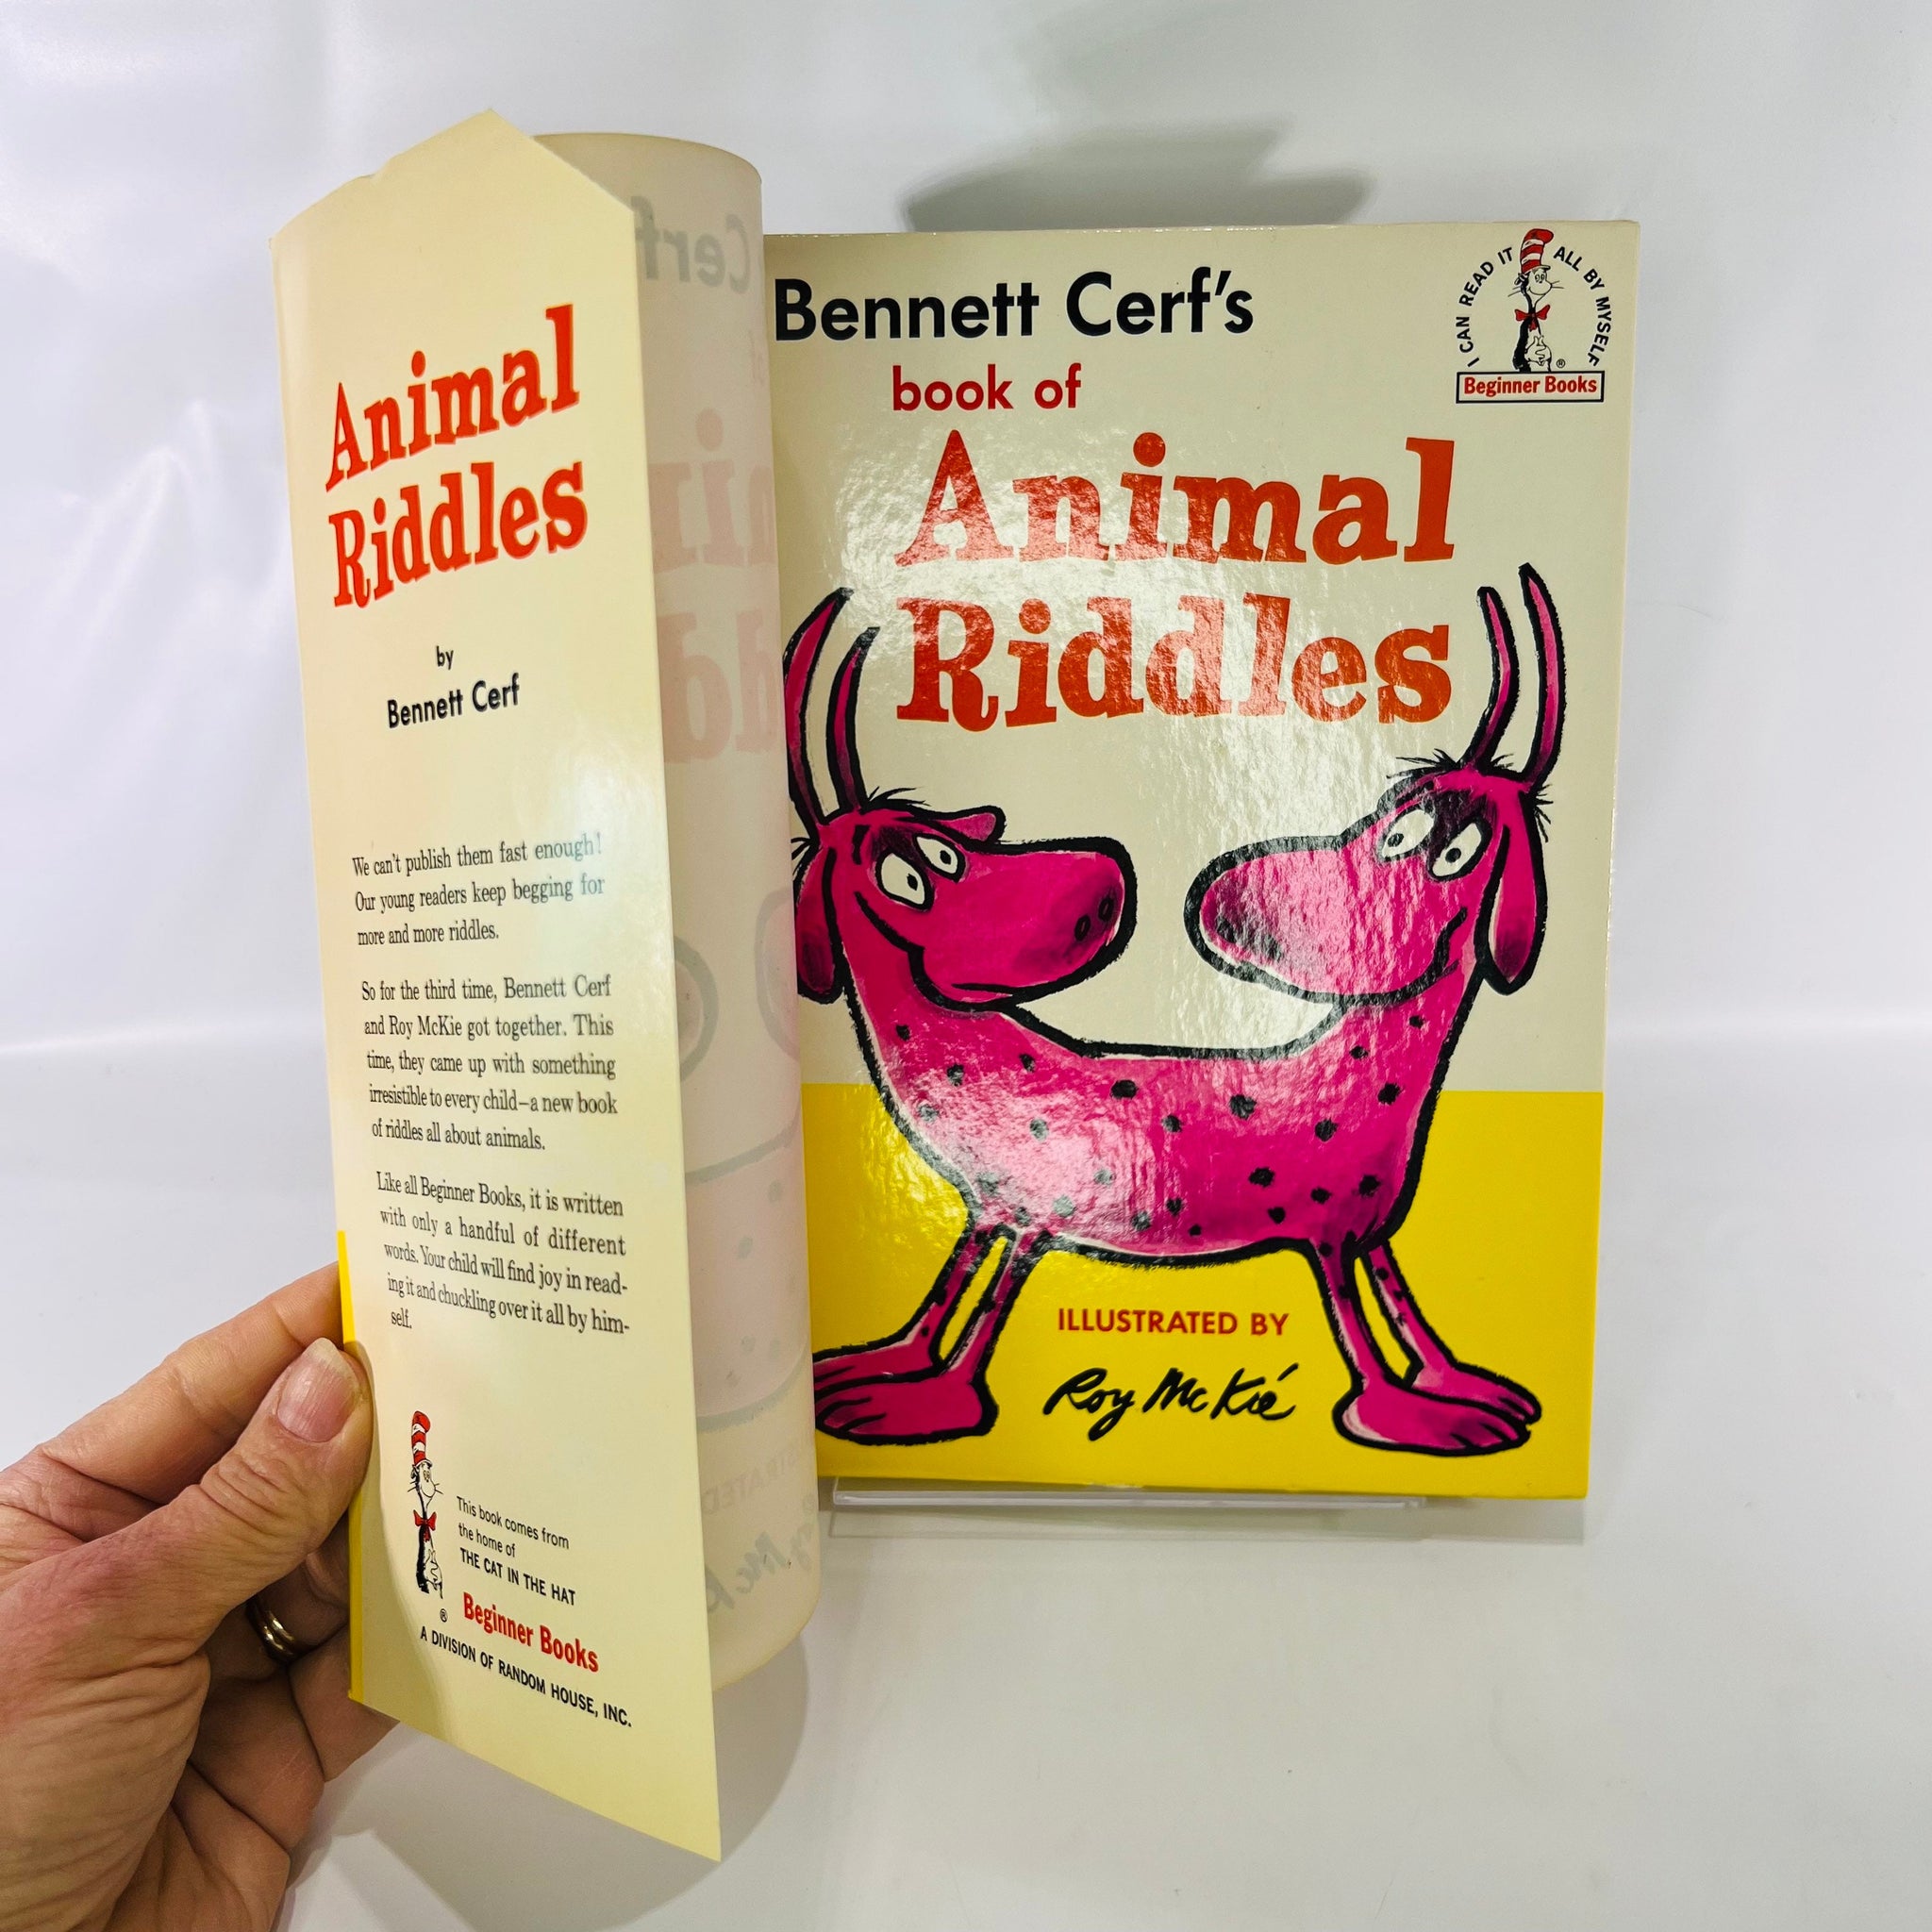 Animal
Riddles
by
Bennett Cerf
We can't publish them fast enough!
Our young readers keep begging for
more and more riddles.
So for the third time, Bennett Cerf
and Roy McKie got together. This
time, they came up with something
irresistible to every child–a new book
of riddles all about animals.
Like all Beginner Books, it is written
with only a handful of different
words. Your child will find joy in read-
ing it and chuckling over it all by him-
self.
This book comes from
the home of
THE CAT IN THE HAT
®
Beginner Books
A DIVISION OF RANDOM HOUSE, INC.
Bennett Cerf's
book of
Animal
Riddles
I CAN READ IT ALL BY MYSELF
®
Beginner Books
ILLUSTRATED BY
Roy McKié